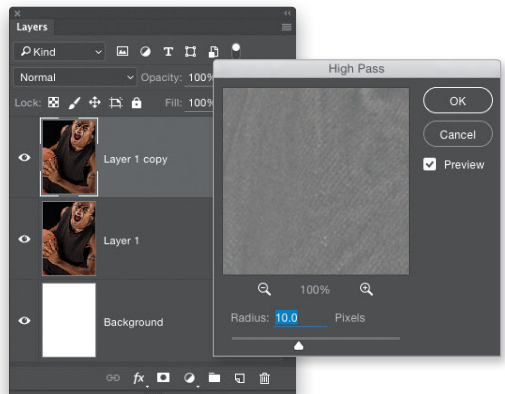 Layers
Kind
Normal
Opacity: 100%
Lock:
Fill: 100%
Layer 1 copy
Layer 1
Background
fx
High Pass
OK
Cancel
Preview
100%
Radius: 10.0 Pixels